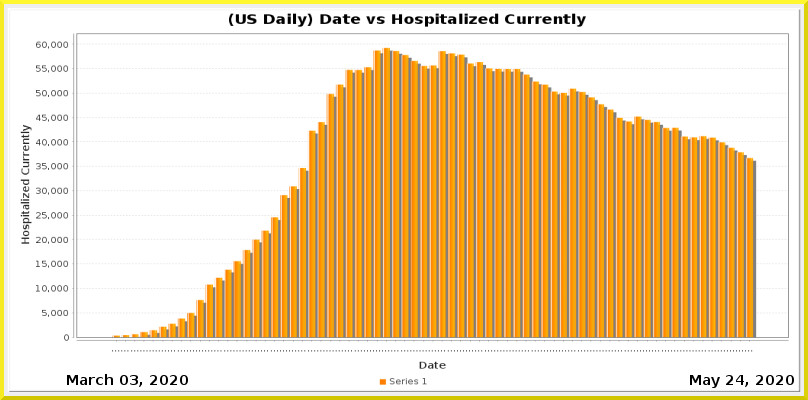 (US Daily) Date vs Hospitalized Currently
60,000
55,000
50,000
45,000
40,000
35,000
30,000
25,000
20,000
15,000
10,000
5,000
0
Hospitalized Currently
Date
March 03, 2020
Series 1
May 24, 2020